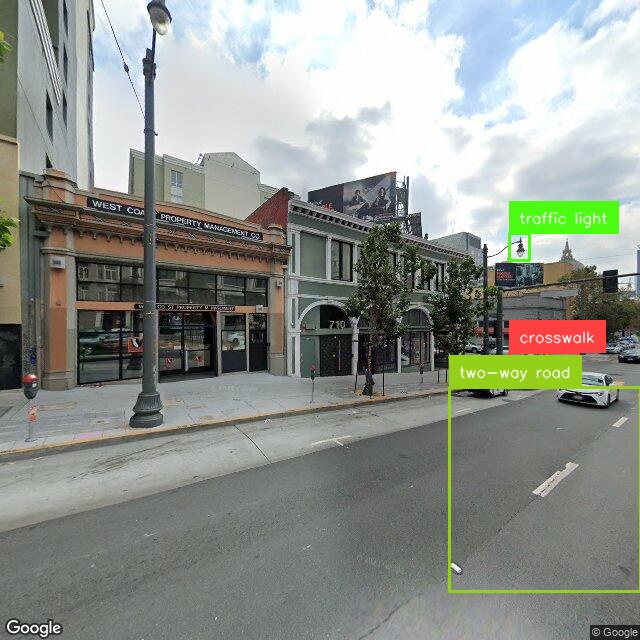 traffic light
WEST COAST PROPERTY MANAGEMENT CO.
crosswalk
710
two-way road
Google
© Google